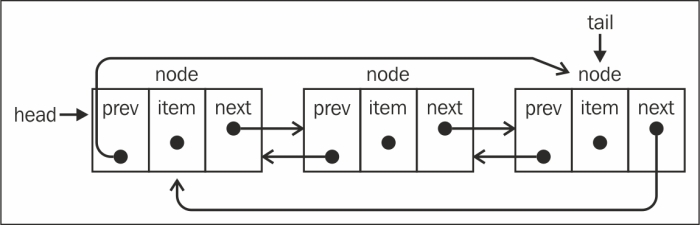 tail
node node node
head prev item next prev item next prev item next